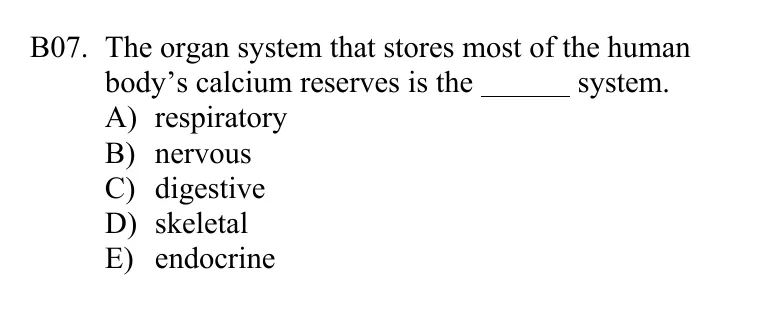 B07. The organ system that stores most of the human
body’s calcium reserves is the ______ system.
A) respiratory
B) nervous
C) digestive
D) skeletal
E) endocrine